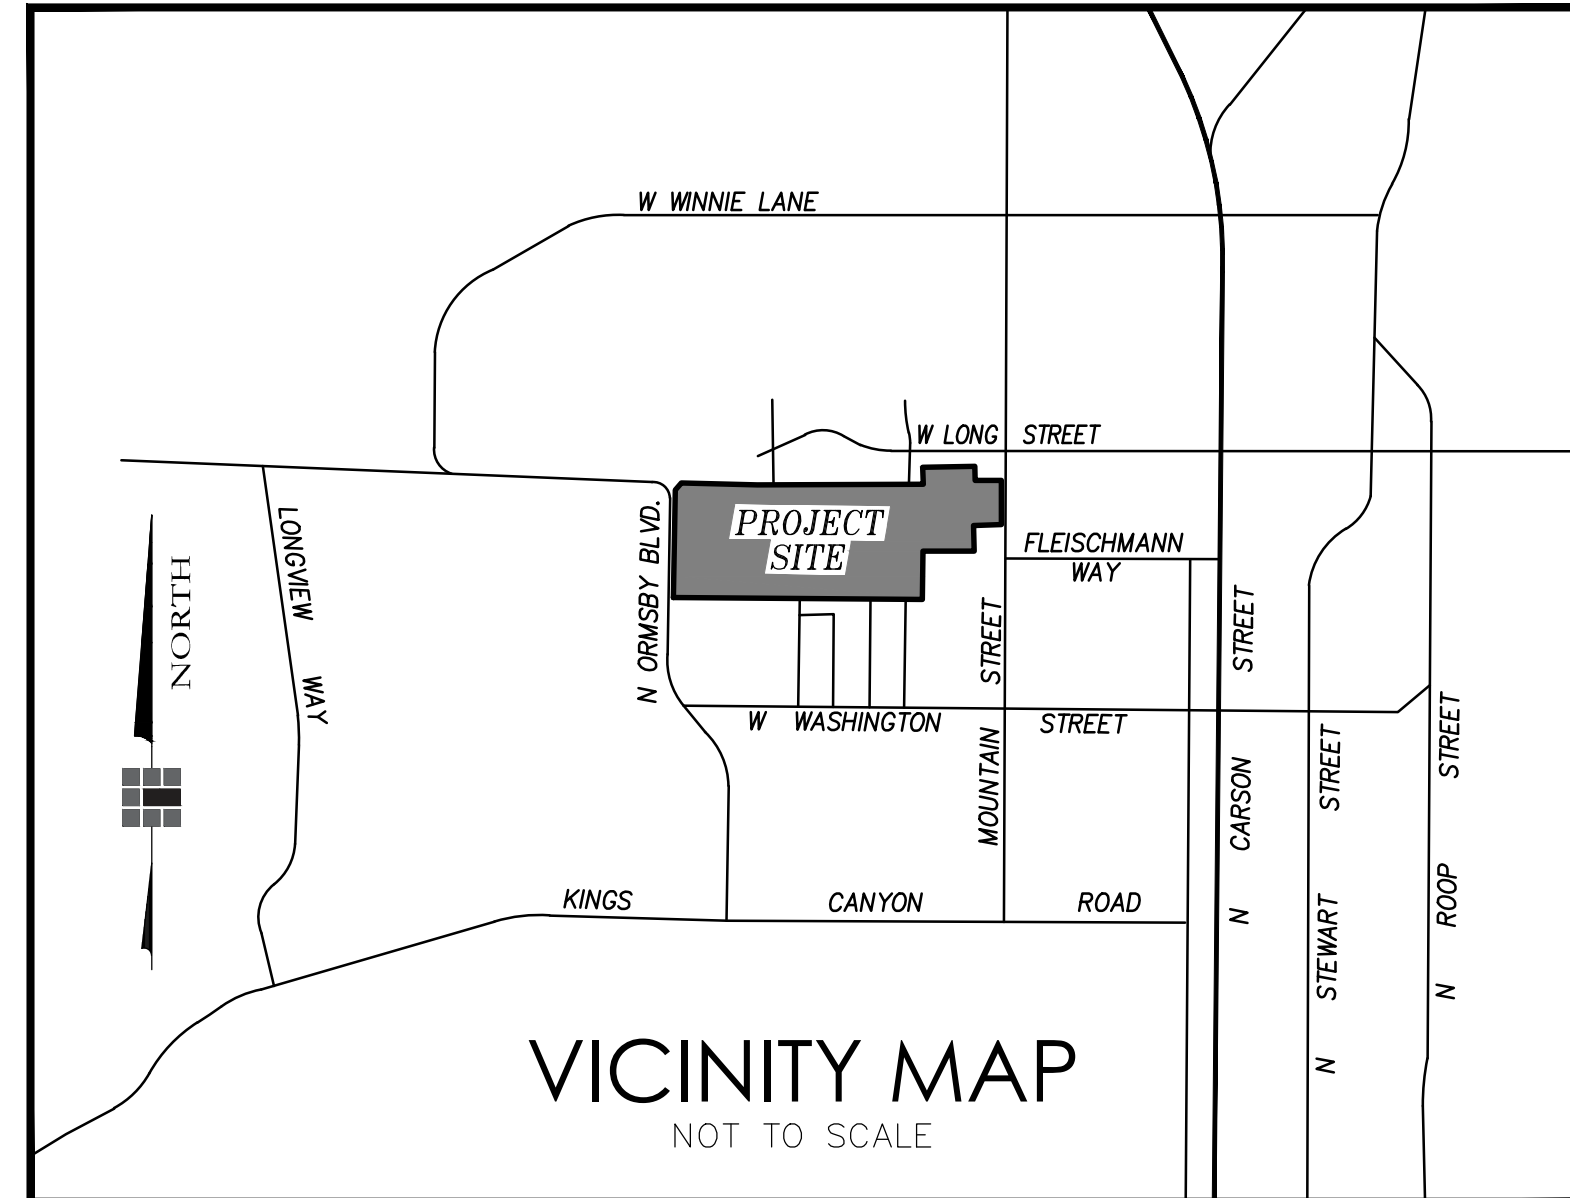 W WINNIE LANE
W LONG STREET
PROJECT
SITE
FLEISCHMANN
WAY
LONGVIEW WAY
N ORMSBY BLVD.
NORTH
MOUNTAIN STREET
W WASHINGTON STREET
N CARSON STREET
N STEWART STREET
N ROOP STREET
KINGS CANYON ROAD
VICINITY MAP
NOT TO SCALE